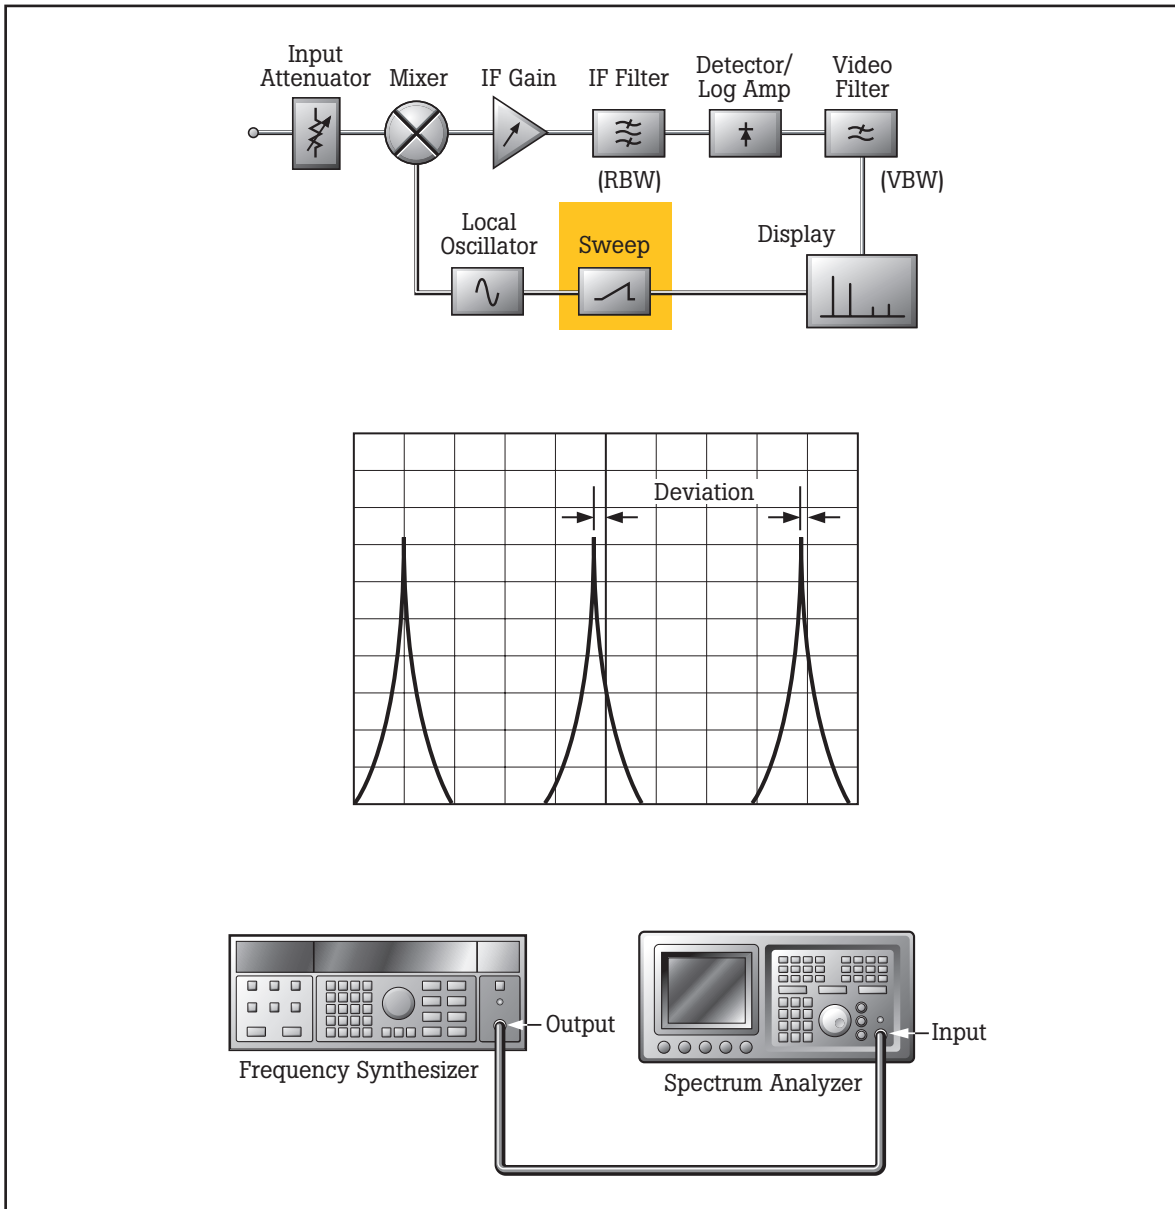 Input
Attenuator
Mixer
IF Gain
IF Filter
Detector/
Log Amp
Video
Filter
(RBW)
(VBW)
Local
Oscillator
Sweep
Display
Deviation
Output
Input
Frequency Synthesizer
Spectrum Analyzer